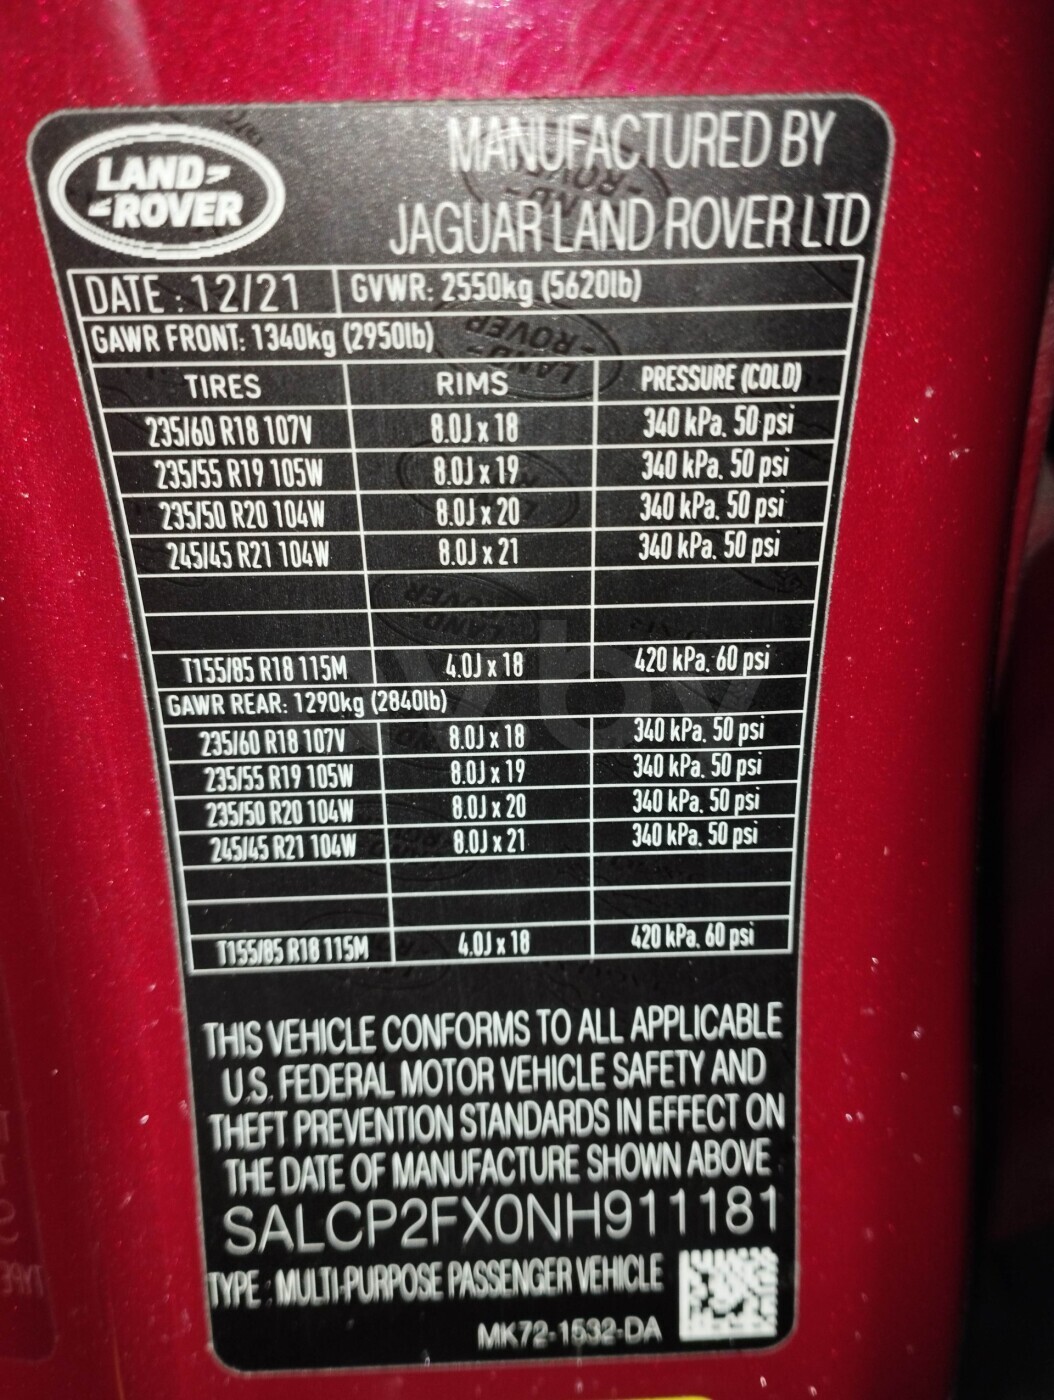 LAND
ROVER
MANUFACTURED BY
JAGUAR LAND ROVER LTD
DATE : 12/21 GVWR: 2550kg (5620lb)
GAWR FRONT: 1340kg (2950lb)
TIRES RIMS PRESSURE (COLD)
235/60 R18 107V 8.0J x 18 340 kPa. 50 psi
235/55 R19 105W 8.0J x 19 340 kPa. 50 psi
235/50 R20 104W 8.0J x 20 340 kPa. 50 psi
245/45 R21 104W 8.0J x 21 340 kPa. 50 psi
T155/85 R18 115M 4.0J x 18 420 kPa. 60 psi
GAWR REAR: 1290kg (2840lb)
235/60 R18 107V 8.0J x 18 340 kPa. 50 psi
235/55 R19 105W 8.0J x 19 340 kPa. 50 psi
235/50 R20 104W 8.0J x 20 340 kPa. 50 psi
245/45 R21 104W 8.0J x 21 340 kPa. 50 psi
T155/85 R18 115M 4.0J x 18 420 kPa. 60 psi
THIS VEHICLE CONFORMS TO ALL APPLICABLE
U.S. FEDERAL MOTOR VEHICLE SAFETY AND
THEFT PREVENTION STANDARDS IN EFFECT ON
THE DATE OF MANUFACTURE SHOWN ABOVE
SALCP2FX0NH911181
TYPE : MULTI-PURPOSE PASSENGER VEHICLE
MK72-1532-DA